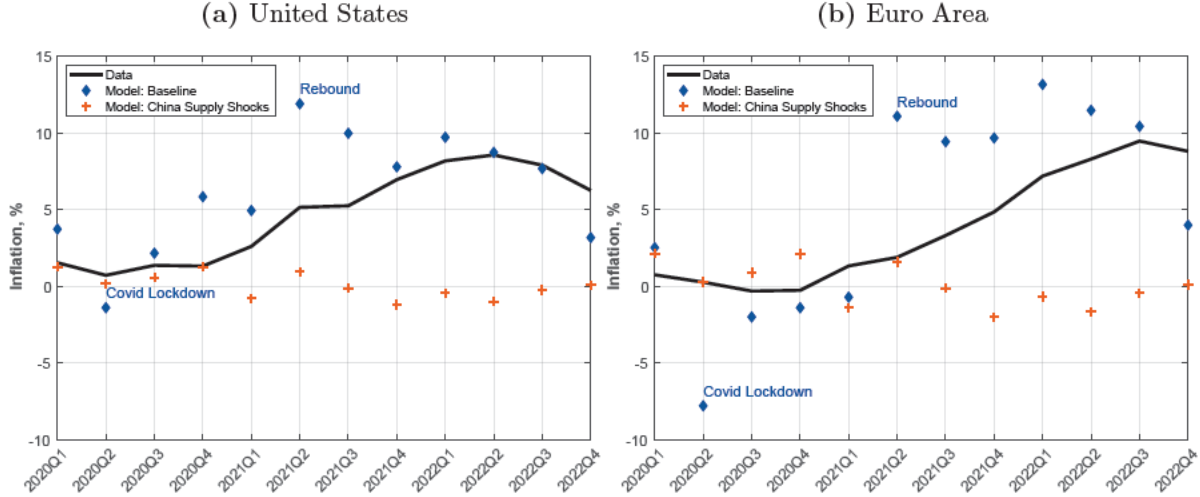 (a) United States
15
10
5
0
-5
-10
Inflation, %
Data
Model: Baseline
Model: China Supply Shocks
Rebound
Covid Lockdown
2020Q1
2020Q2
2020Q3
2020Q4
2021Q1
2021Q2
2021Q3
2021Q4
2022Q1
2022Q2
2022Q3
2022Q4
(b) Euro Area
15
10
5
0
-5
-10
Inflation, %
Data
Model: Baseline
Model: China Supply Shocks
Rebound
Covid Lockdown
2020Q1
2020Q2
2020Q3
2020Q4
2021Q1
2021Q2
2021Q3
2021Q4
2022Q1
2022Q2
2022Q3
2022Q4